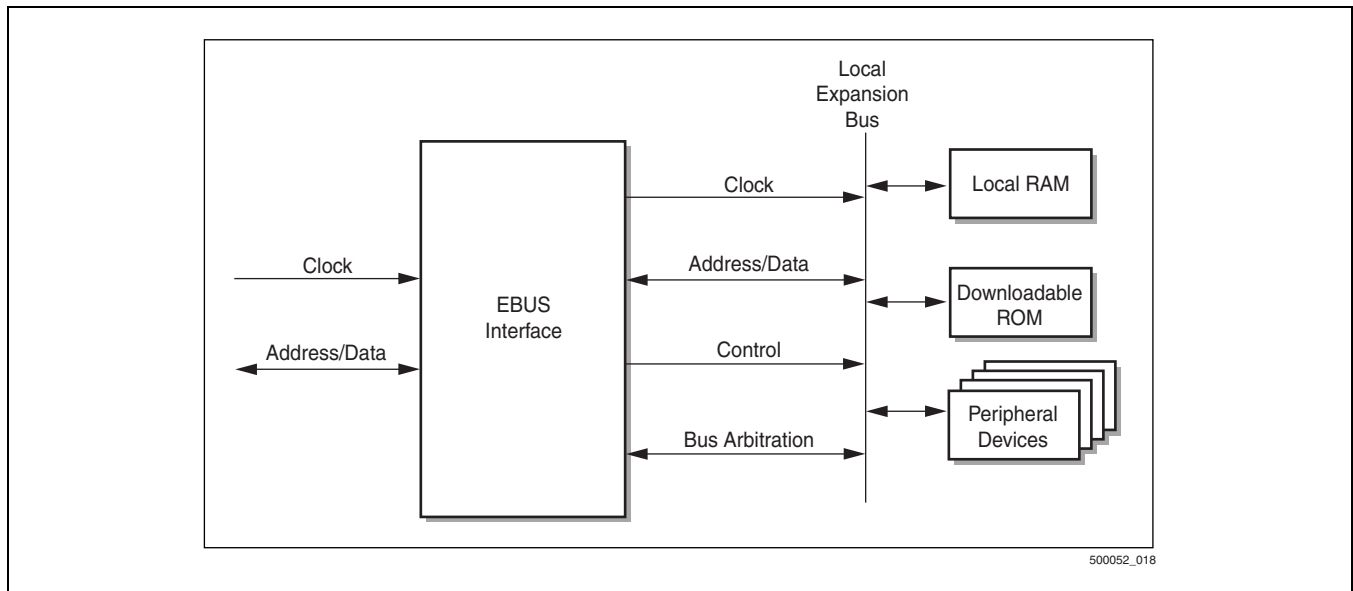 Local
Expansion
Bus
Clock
Local RAM
Clock
Address/Data
Downloadable
ROM
EBUS
Interface
Address/Data
Control
Peripheral
Devices
Bus Arbitration
500052_018